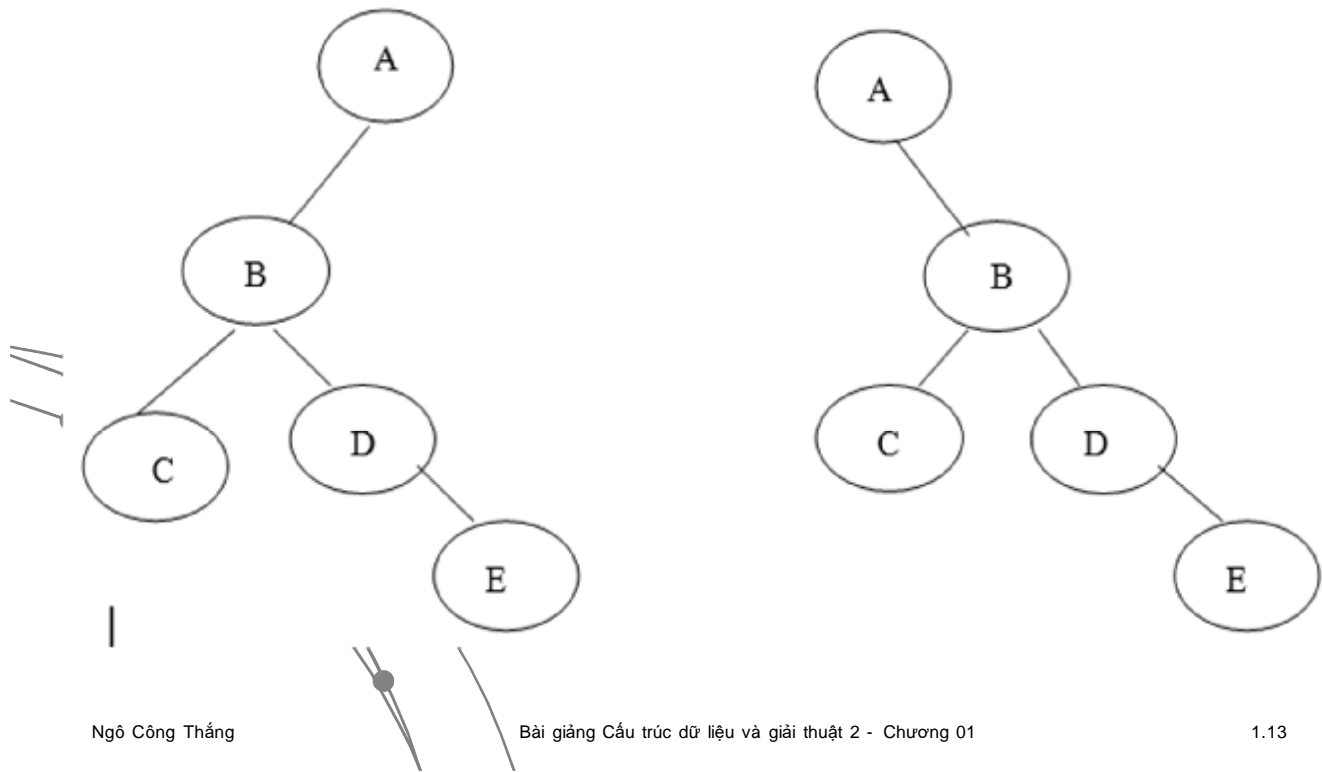 A
A
B
B
C
D
C
D
E
E
Ngô Công Thắng
Bài giảng Cấu trúc dữ liệu và giải thuật 2 - Chương 01
1.13